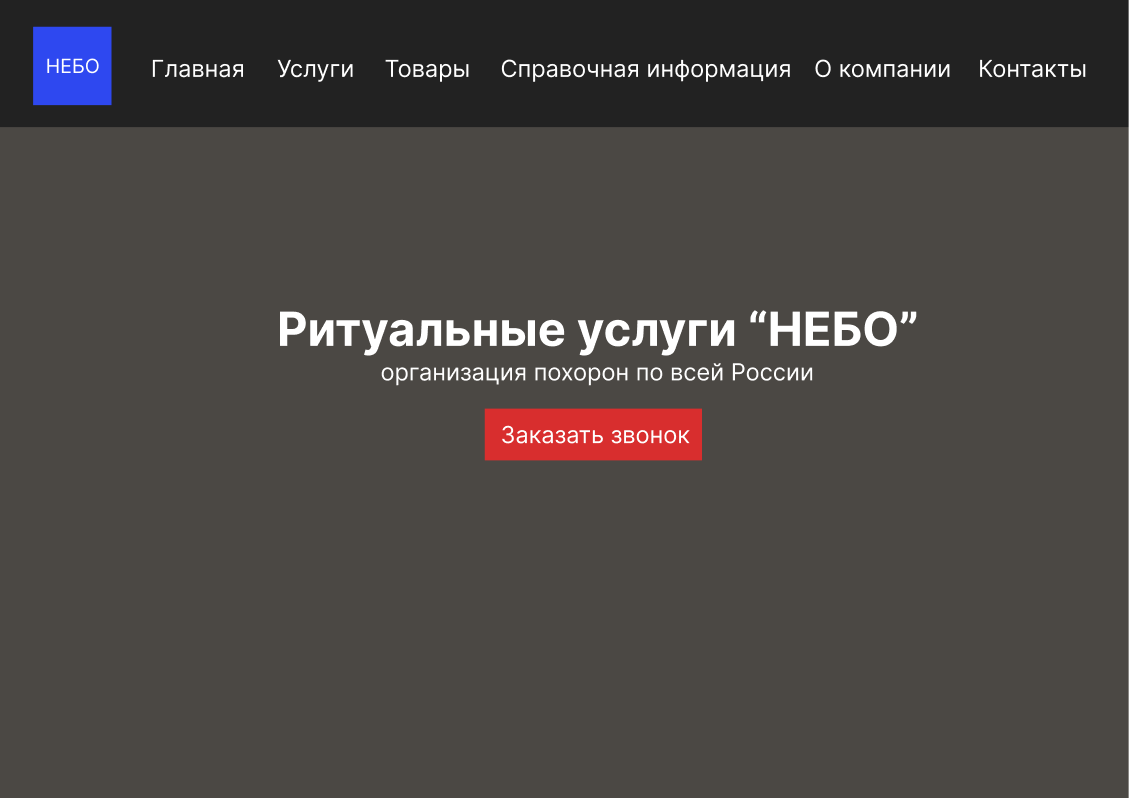 НЕБО
Главная Услуги Товары Справочная информация О компании Контакты
Ритуальные услуги “НЕБО”
организация похорон по всей России
Заказать звонок